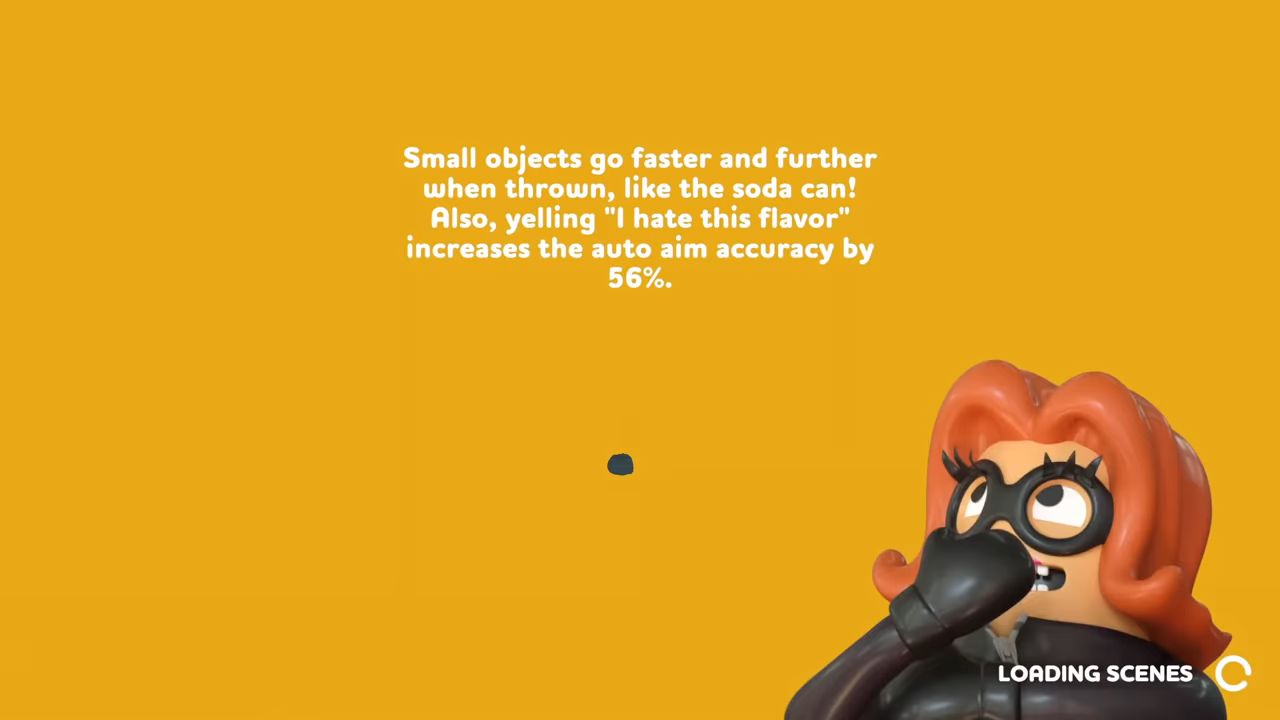 Small objects go faster and further
when thrown, like the soda can!
Also, yelling "I hate this flavor"
increases the auto aim accuracy by
56%.
LOADING SCENES